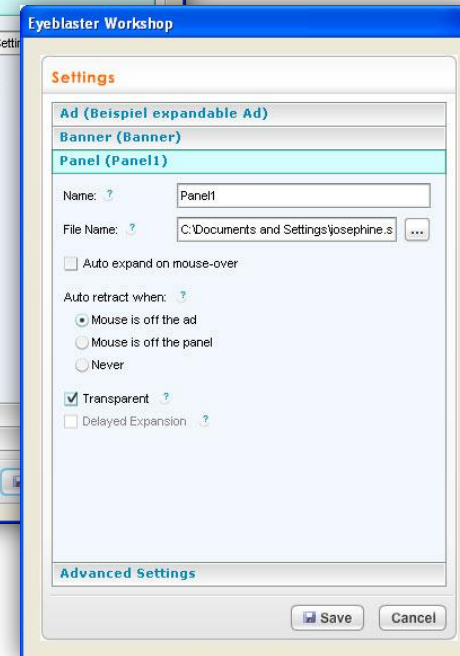 Eyeblaster Workshop
Settings
Ad (Beispiel expandable Ad)
Banner (Banner)
Panel (Panel1)
Name: ? Panel1
File Name: ? C:\Documents and Settings\josephine.s ...
Auto expand on mouse-over
Auto retract when: ?
Mouse is off the ad
Mouse is off the panel
Never
Transparent ?
Delayed Expansion ?
Advanced Settings
Save Cancel